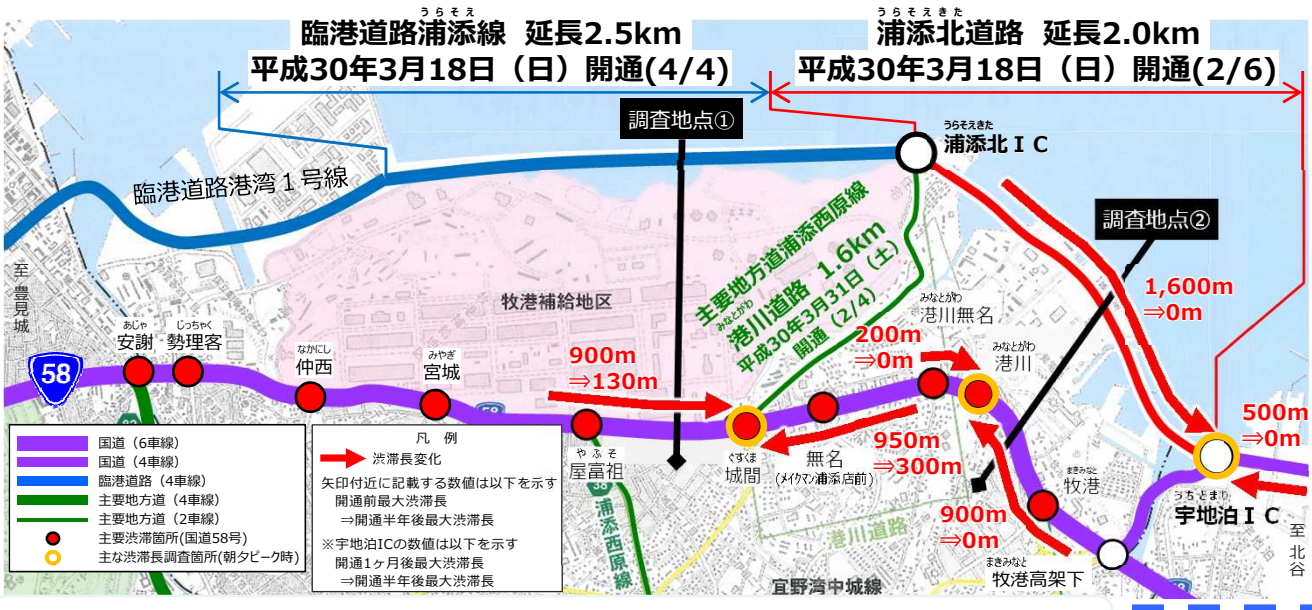 うらそえ
臨港道路浦添線 延長2.5km
平成30年3月18日（日）開通(4/4)
うらそえきた
浦添北道路 延長2.0km
平成30年3月18日（日）開通(2/6)
調査地点①
うらそえきた
浦添北ＩＣ
臨港道路港湾１号線
調査地点②
主要地方道浦添西原線
みなとがわ
港川道路 1.6km
平成30年3月31日（土）
開通（2/4）
至 豊見城
牧港補給地区
1,600m
⇒0m
みなとがわ
港川無名
あじゃ
安謝
じっちゃく
勢理客
なかにし
仲西
みやぎ
宮城
900m
⇒130m
200m
⇒0m
みなとがわ
港川
58
58
500m
⇒0m
やふそ
屋富祖
ぐすくま
城間
無名
(メイクマン浦添店前)
950m
⇒300m
まきみなと
牧港
うちどまり
宇地泊ＩＣ
至 北谷
38
浦添西原線
港川道路
900m
⇒0m
まきみなと
牧港高架下
宜野湾中城線
58
国道（6車線）
国道（4車線）
臨港道路（4車線）
主要地方道（4車線）
主要地方道（2車線）
主要渋滞箇所(国道58号)
主な渋滞長調査箇所(朝夕ピーク時)
凡 例
渋滞長変化
矢印付近に記載する数値は以下を示す
開通前最大渋滞長
⇒開通半年後最大渋滞長
※宇地泊ICの数値は以下を示す
開通1ヶ月後最大渋滞長
⇒開通半年後最大渋滞長